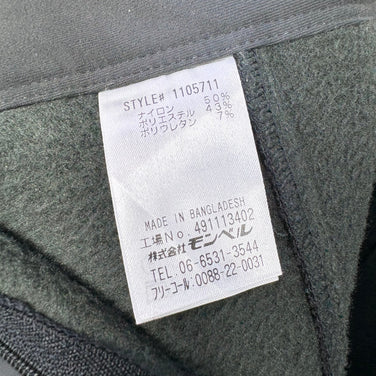 STYLE# 1105711
ナイロン 50%
ポリエステル 43%
ポリウレタン 7%
MADE IN BANGLADESH
工場No. 491113402
株式会社 モンベル
TEL. 06-6531-3544
フリーコール: 0088-22-0031